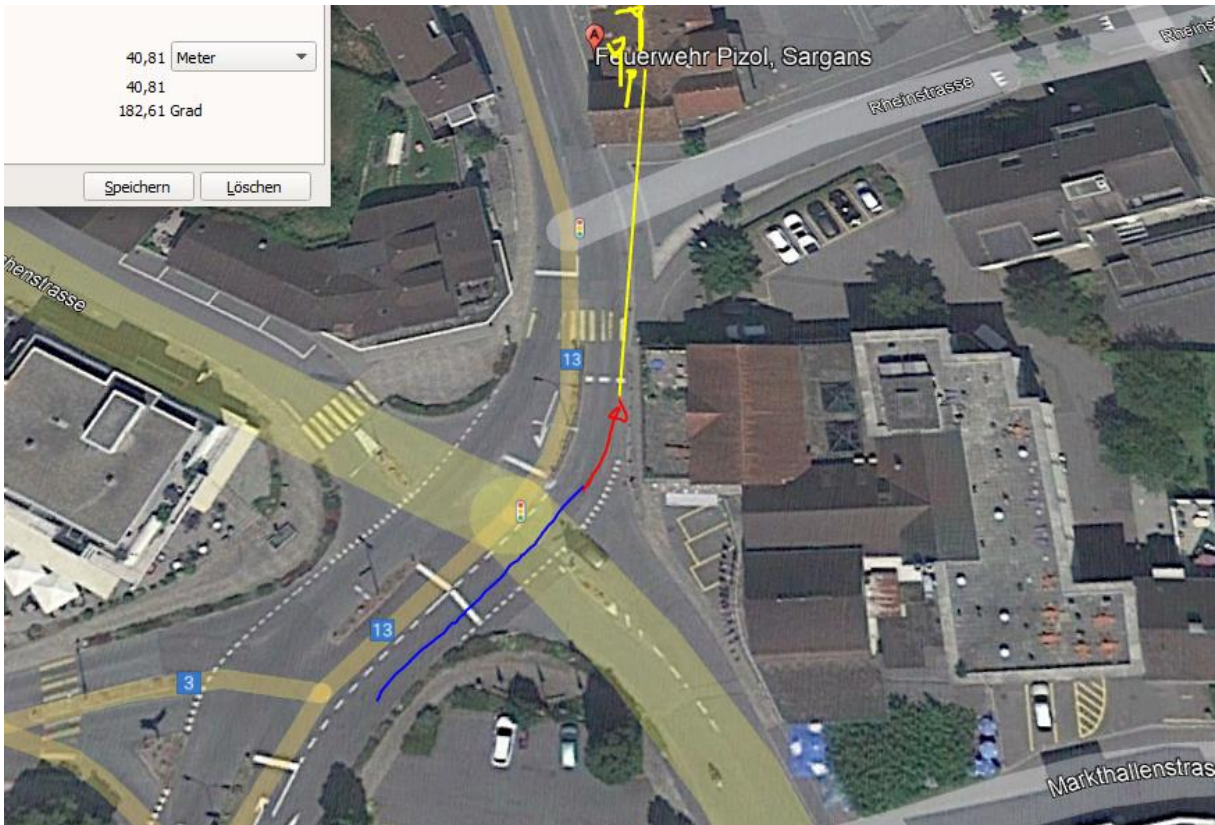 40,81 Meter
40,81
182,61 Grad
Speichern Löschen
A
Feuerwehr Pizol, Sargans
Rheinst
Rheinstrasse
henstrasse
13
13
3
Markthallenstras